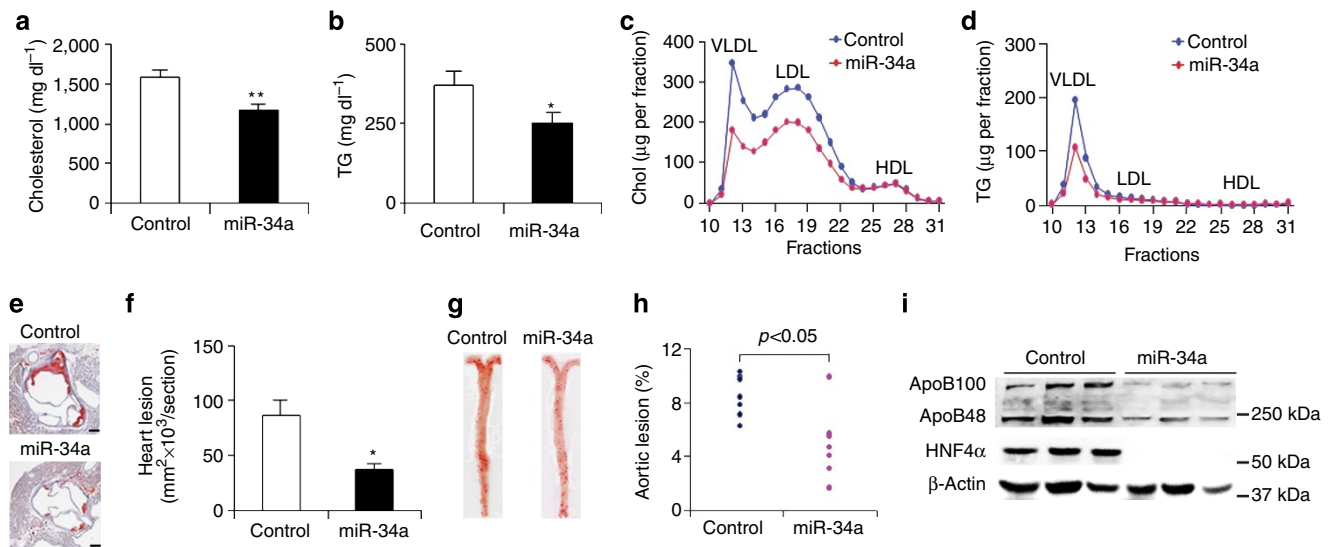 a
Cholesterol (mg dl⁻¹)
2,000
1,500
1,000
500
0
**
Control
miR-34a
b
TG (mg dl⁻¹)
500
250
0
*
Control
miR-34a
c
Chol (µg per fraction)
400
300
200
100
0
VLDL
LDL
HDL
Control
miR-34a
10 13 16 19 22 25 28 31
Fractions
d
TG (µg per fraction)
300
200
100
0
VLDL
LDL
HDL
Control
miR-34a
10 13 16 19 22 25 28 31
Fractions
e
Control
miR-34a
f
Heart lesion
(mm²×10³/section)
150
100
50
0
*
Control
miR-34a
g
Control miR-34a
h
Aortic lesion (%)
12
8
4
0
p<0.05
Control
miR-34a
i
Control miR-34a
ApoB100
ApoB48
250 kDa
HNF4α
50 kDa
β-Actin
37 kDa